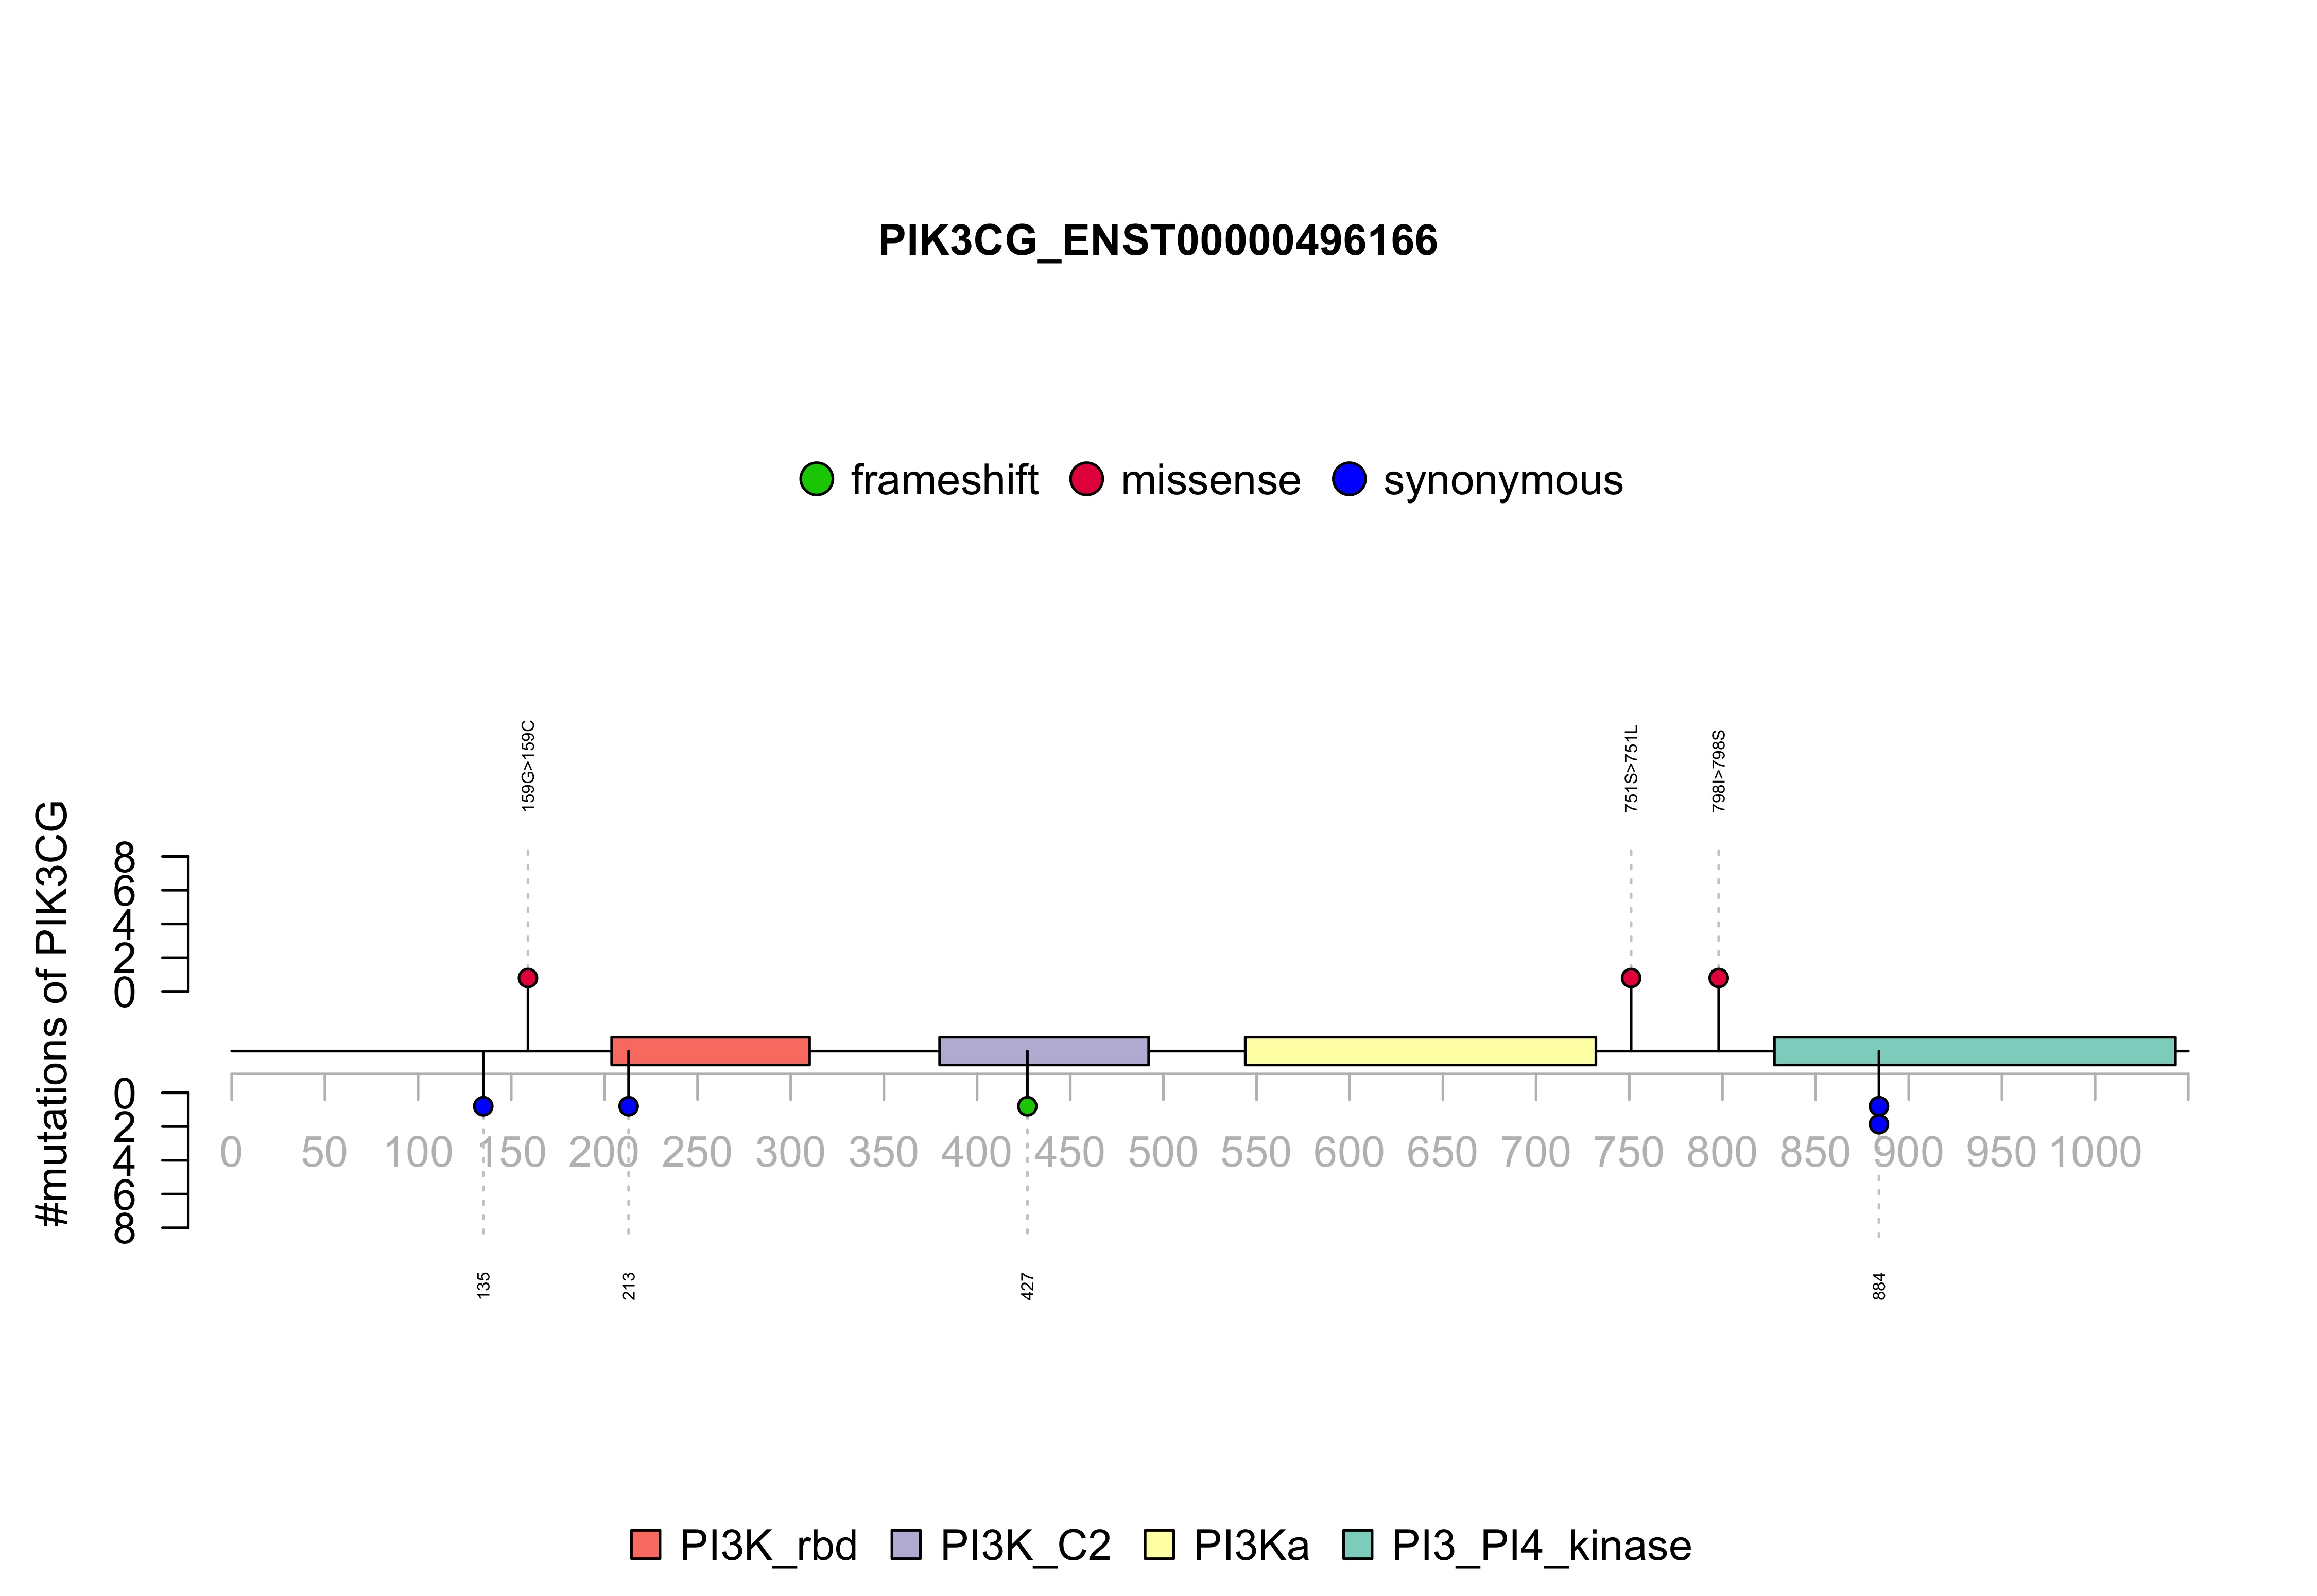 PIK3CG_ENST00000496166
frameshift missense synonymous
159G>159C
751S>751L
798I>798S
#mutations of PIK3CG
8
6
4
2
0
0
2
4
6
8
0 50 100 150 200 250 300 350 400 450 500 550 600 650 700 750 800 850 900 950 1000
135
213
427
884
PI3K_rbd PI3K_C2 PI3Ka PI3_PI4_kinase